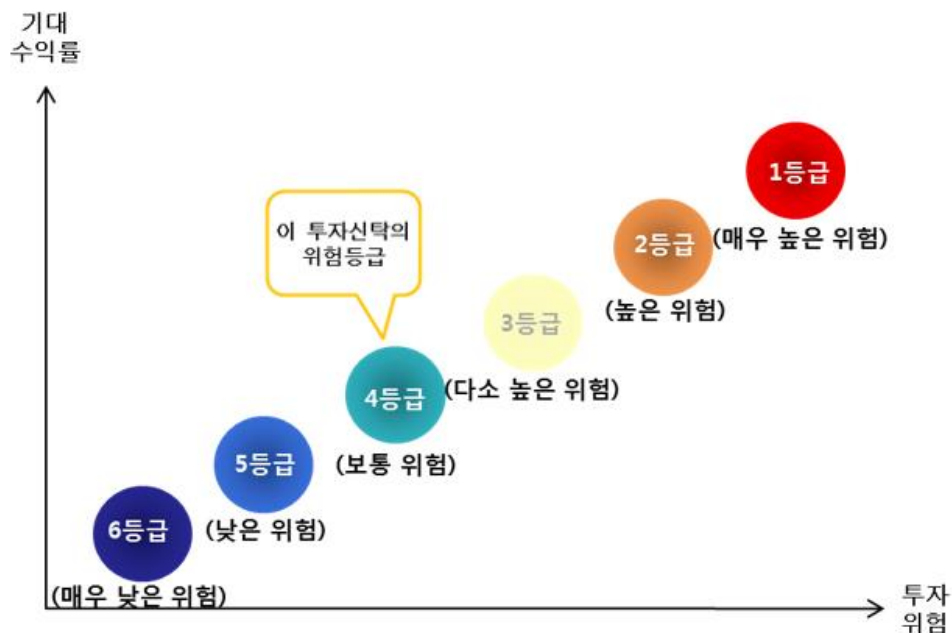 기대
수익률
1등급
(매우 높은 위험)
이 투자신탁의
위험등급
2등급
(높은 위험)
3등급
(다소 높은 위험)
4등급
(보통 위험)
5등급
(낮은 위험)
6등급
(매우 낮은 위험)
투자
위험